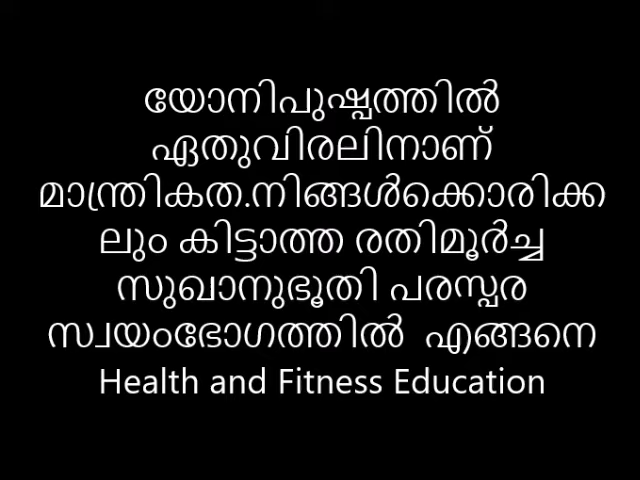 യോനിപുഷ്പത്തിൽ
ഏതുവിരലിനാണ്
മാന്ത്രികത.നിങ്ങൾക്കൊരിക്ക
ലും കിട്ടാത്ത രതിമൂർച്ച
സുഖാനുഭൂതി പരസ്പര
സ്വയംഭോഗത്തിൽ എങ്ങനെ
Health and Fitness Education